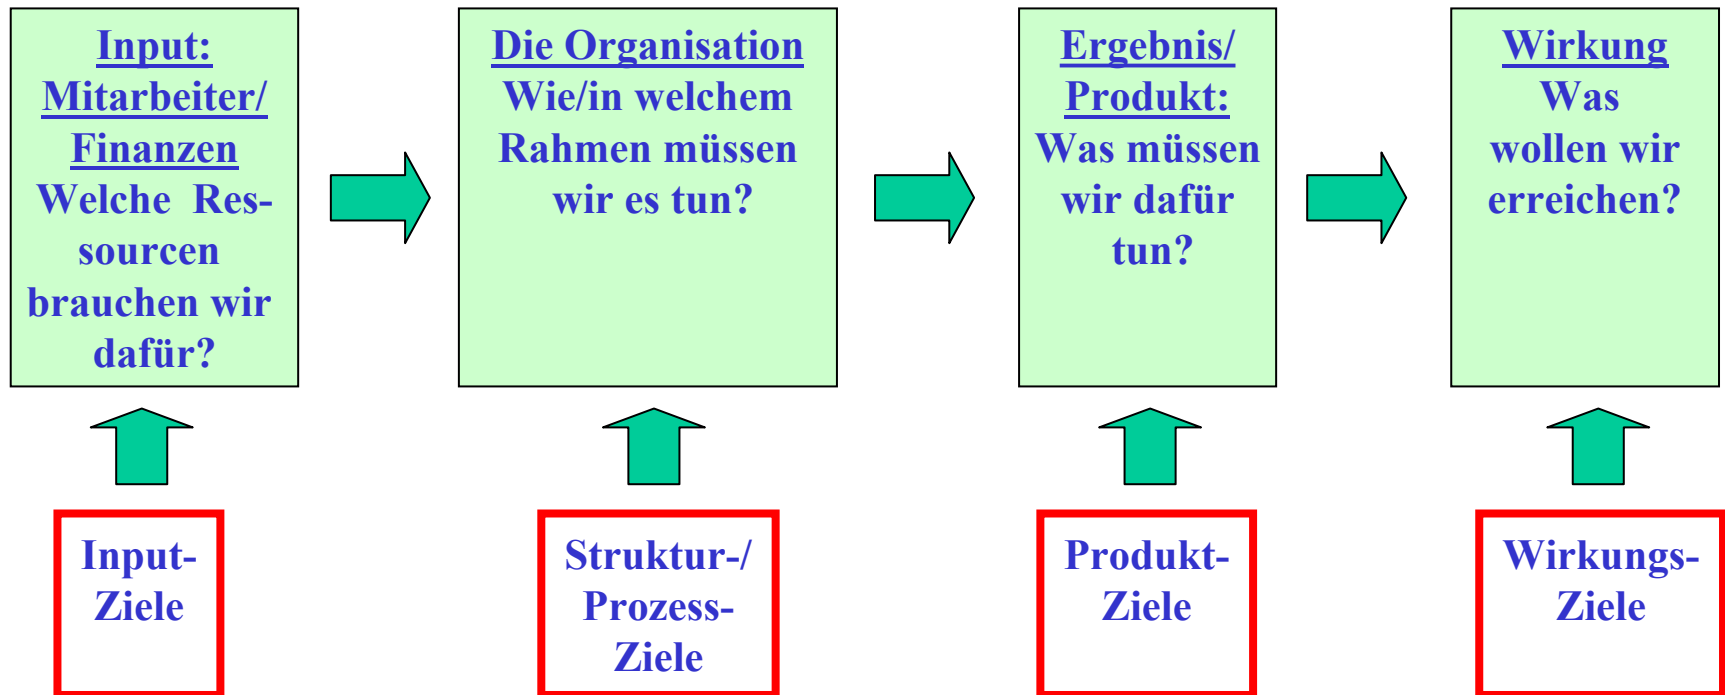 Input:
Mitarbeiter/
Finanzen
Welche Res-
sourcen
brauchen wir
dafür?
Die Organisation
Wie/in welchem
Rahmen müssen
wir es tun?
Ergebnis/
Produkt:
Was müssen
wir dafür
tun?
Wirkung
Was
wollen wir
erreichen?
Input-
Ziele
Struktur-/
Prozess-
Ziele
Produkt-
Ziele
Wirkungs-
Ziele